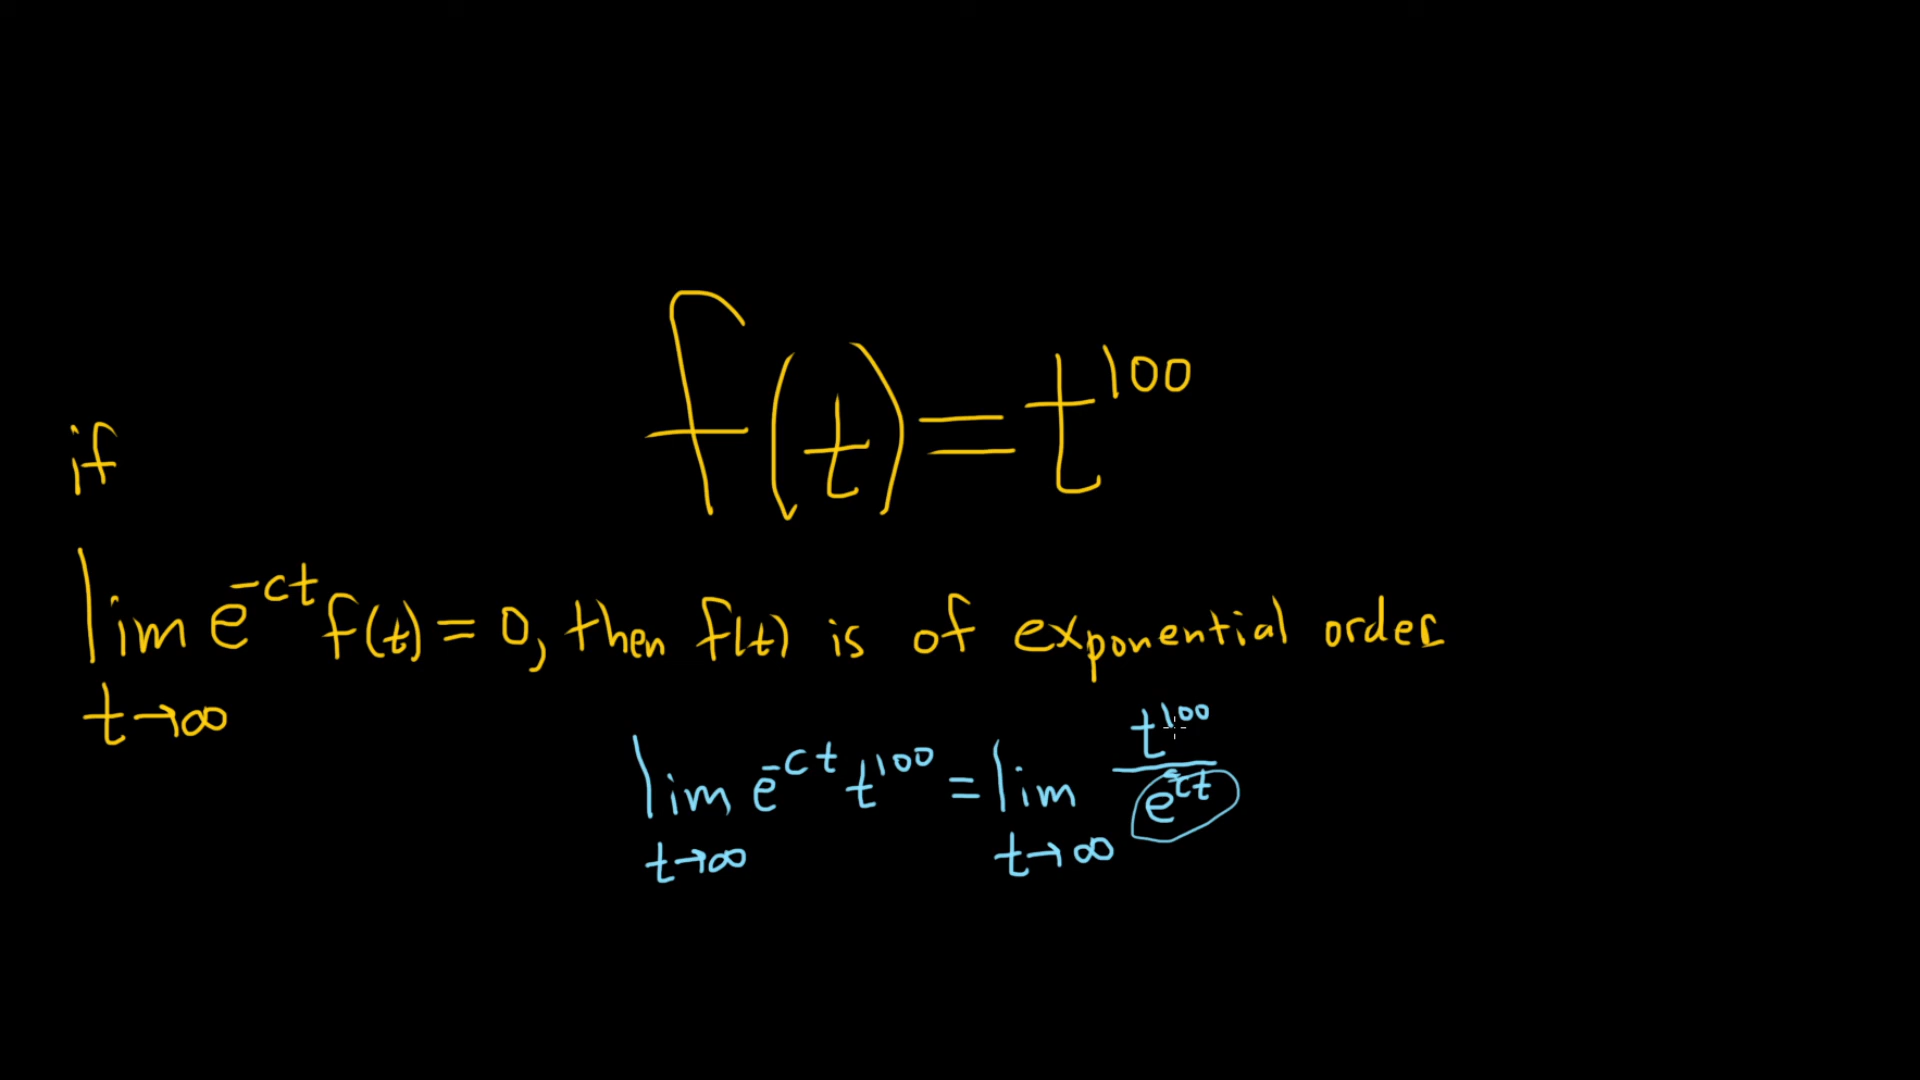 f(t) = t^100
if
lim e^-ct f(t) = 0, then f(t) is of exponential order
t→∞
lim e^-ct t^100 = lim t^100 / e^ct
t→∞ t→∞